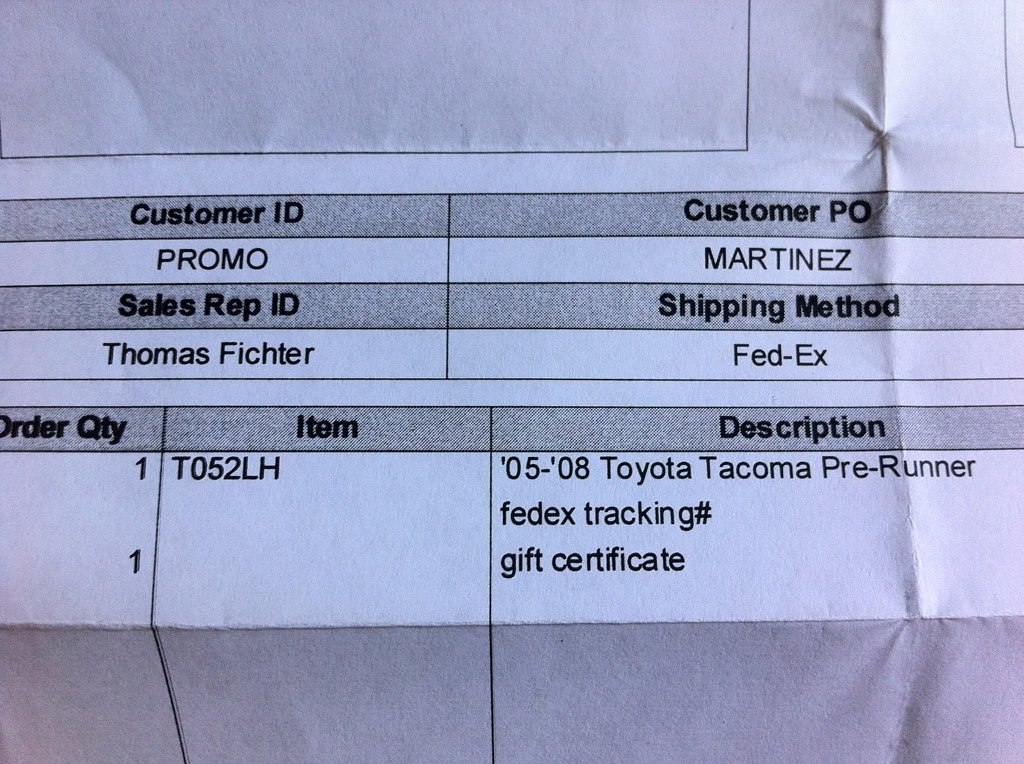 Customer ID Customer PO
PROMO MARTINEZ
Sales Rep ID Shipping Method
Thomas Fichter Fed-Ex
Order Qty Item Description
1 T052LH '05-'08 Toyota Tacoma Pre-Runner
fedex tracking#
1 gift certificate